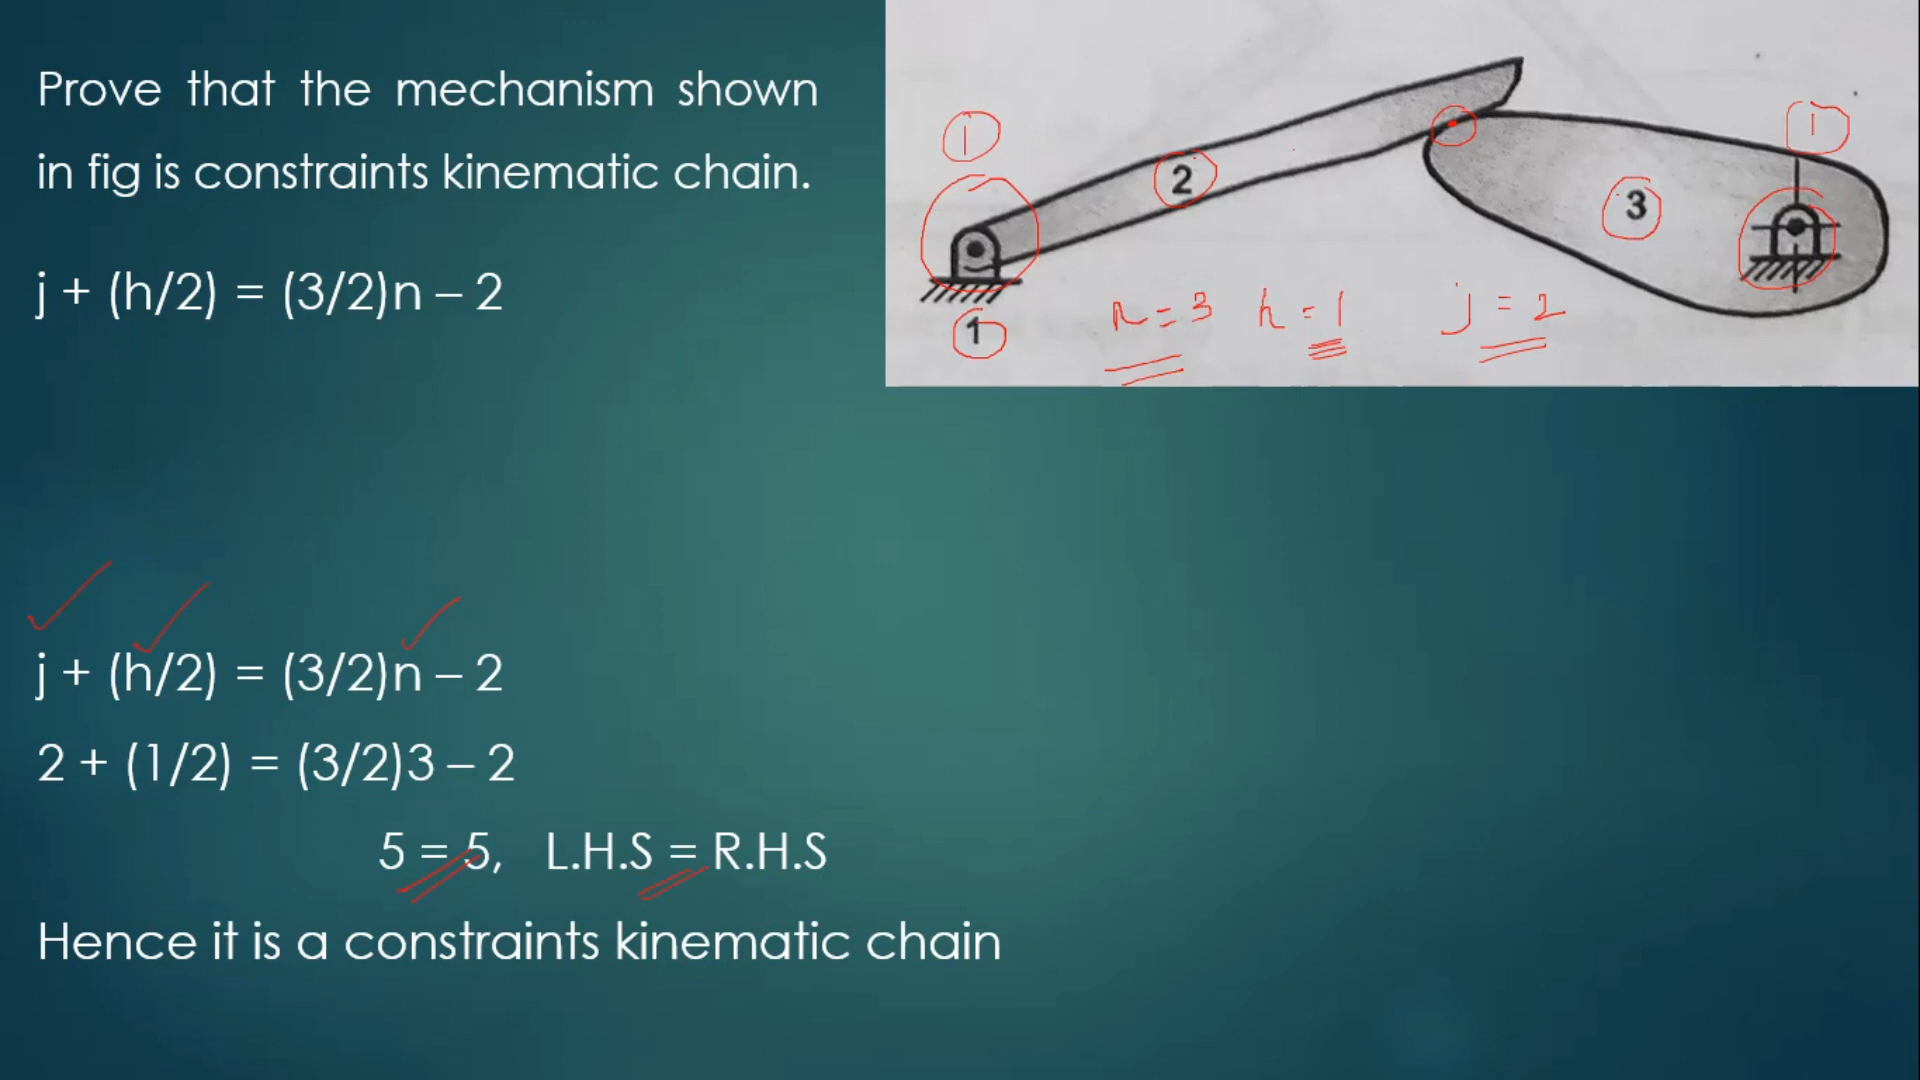 Prove that the mechanism shown
in fig is constraints kinematic chain.
j + (h/2) = (3/2)n – 2
1
1
2
3
1
n = 3 h = 1 j = 2
j + (h/2) = (3/2)n – 2
2 + (1/2) = (3/2)3 – 2
5 = 5, L.H.S = R.H.S
Hence it is a constraints kinematic chain